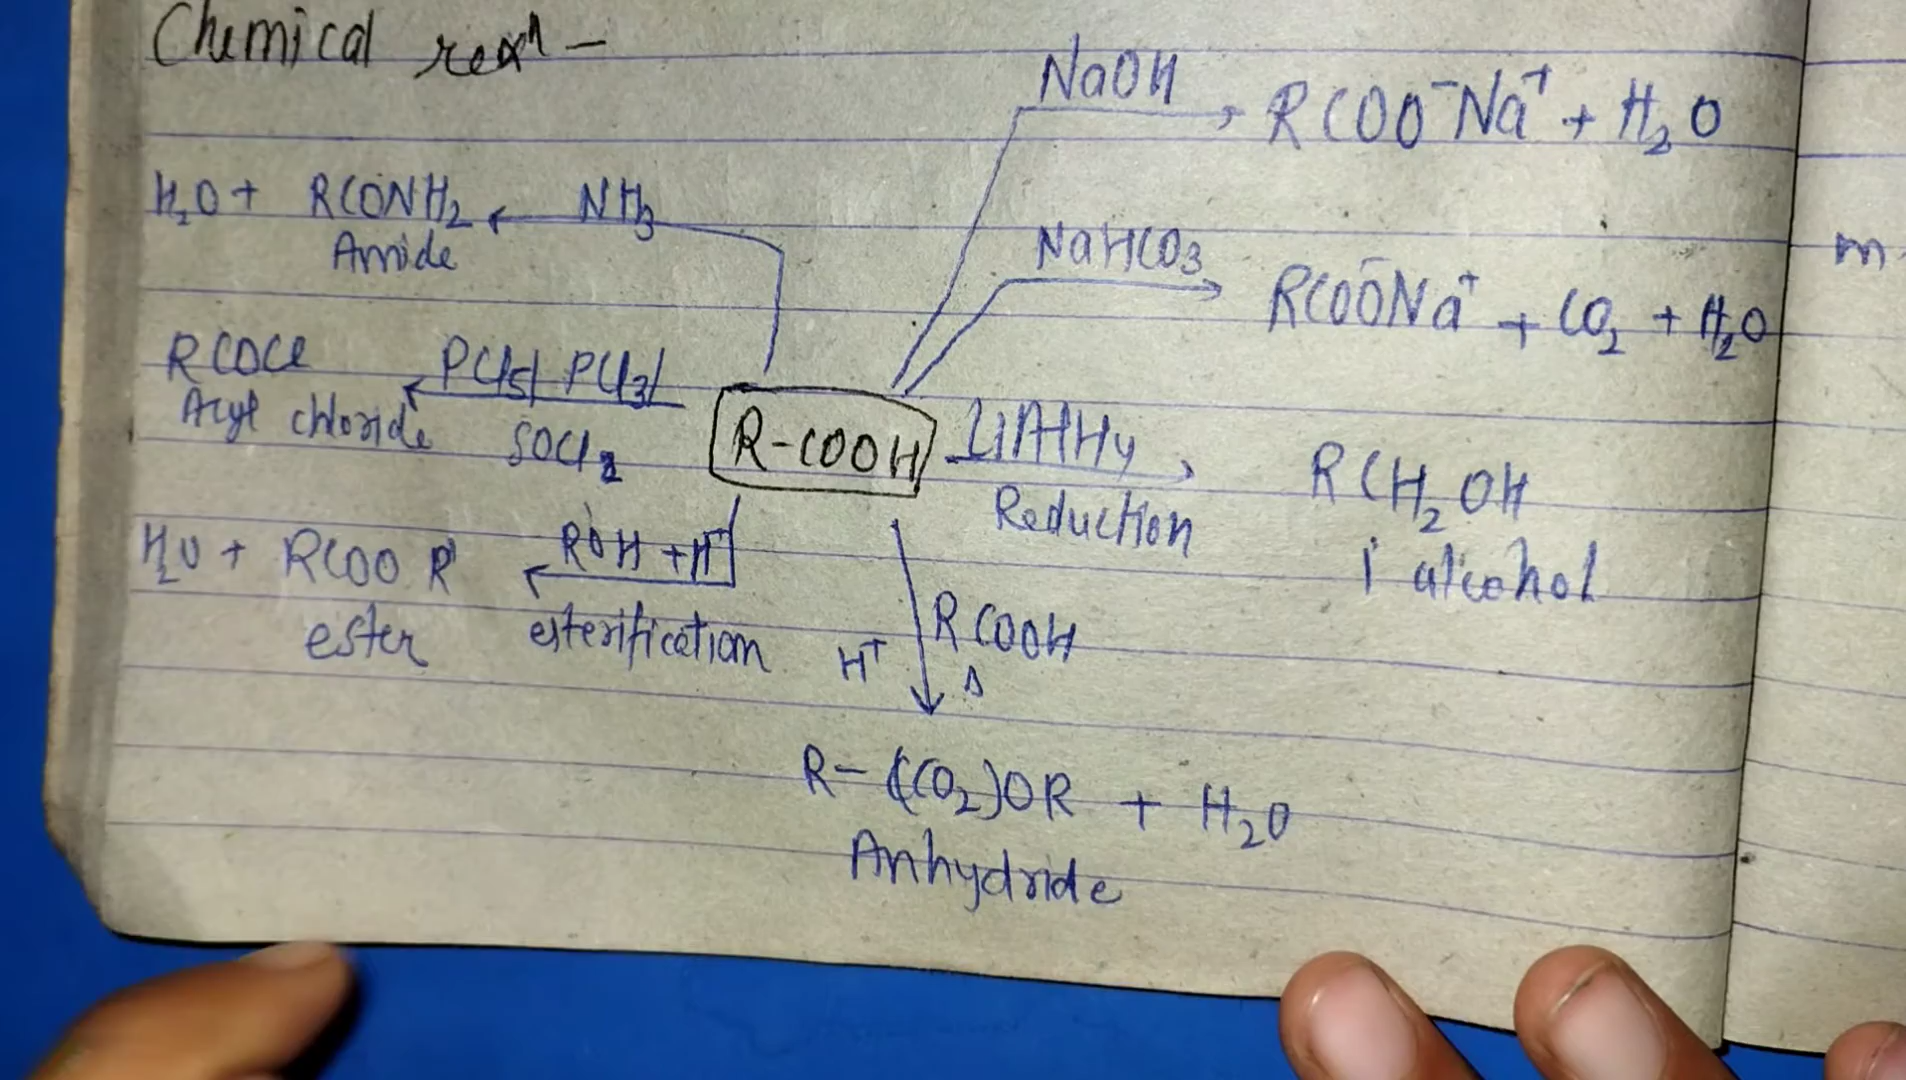 Chemical reaxⁿ –
NaOH
RCOO⁻Na⁺ + H₂O
H₂O + RCONH₂ NH₃
Amide
NaHCO₃
RCOO⁻Na⁺ + CO₂ + H₂O
m
RCOCl PCl₅/ PCl₃/
Acyl chloride SOCl₂
R-COOH
LiAlH₄
Reduction
RCH₂OH
1° alcohol
H₂O + RCOOR' R'OH + H⁺
ester esterification
H⁺ RCOOH
Δ
R–(CO₂)OR + H₂O
Anhydride